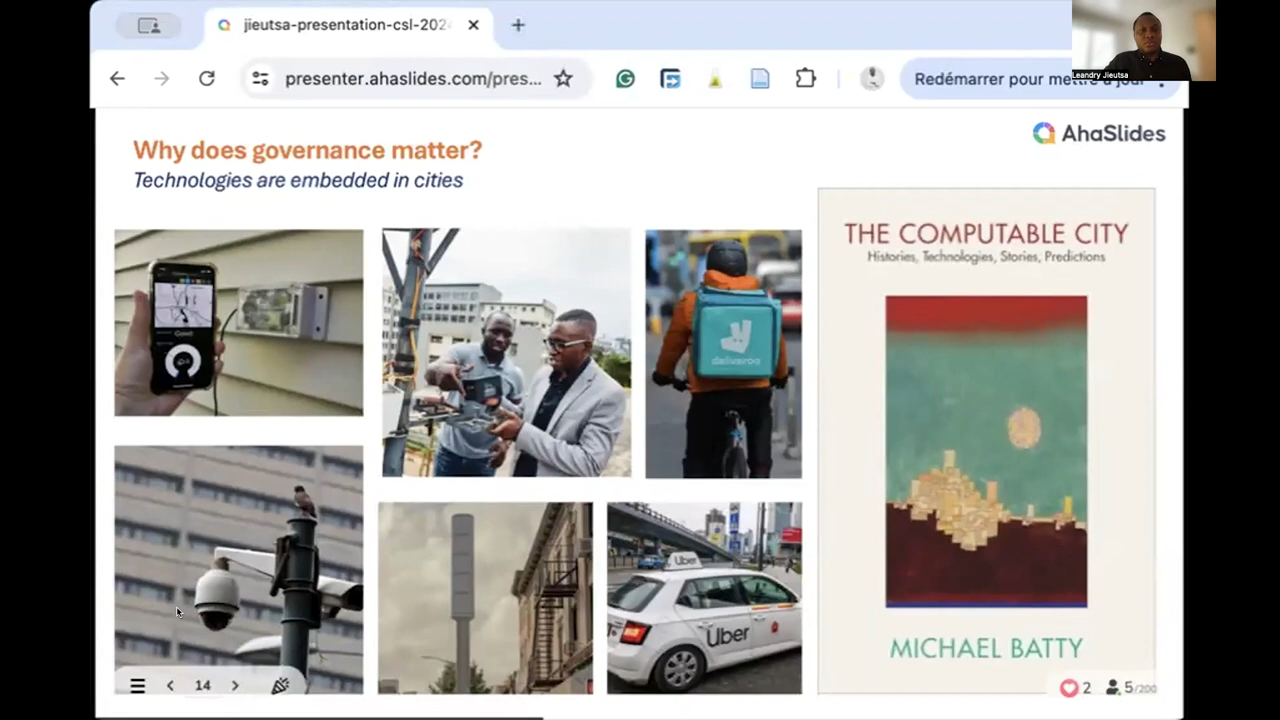 jieutsa-presentation-csl-202
presenter.ahaslides.com/pres...
Redémarrer pour mettre à jour
Leandry Jieutsa
AhaSlides
Why does governance matter?
Technologies are embedded in cities
THE COMPUTABLE CITY
Histories, Technologies, Stories, Predictions
Good
deliveroo
Uber
Uber
MICHAEL BATTY
14
2
5/200